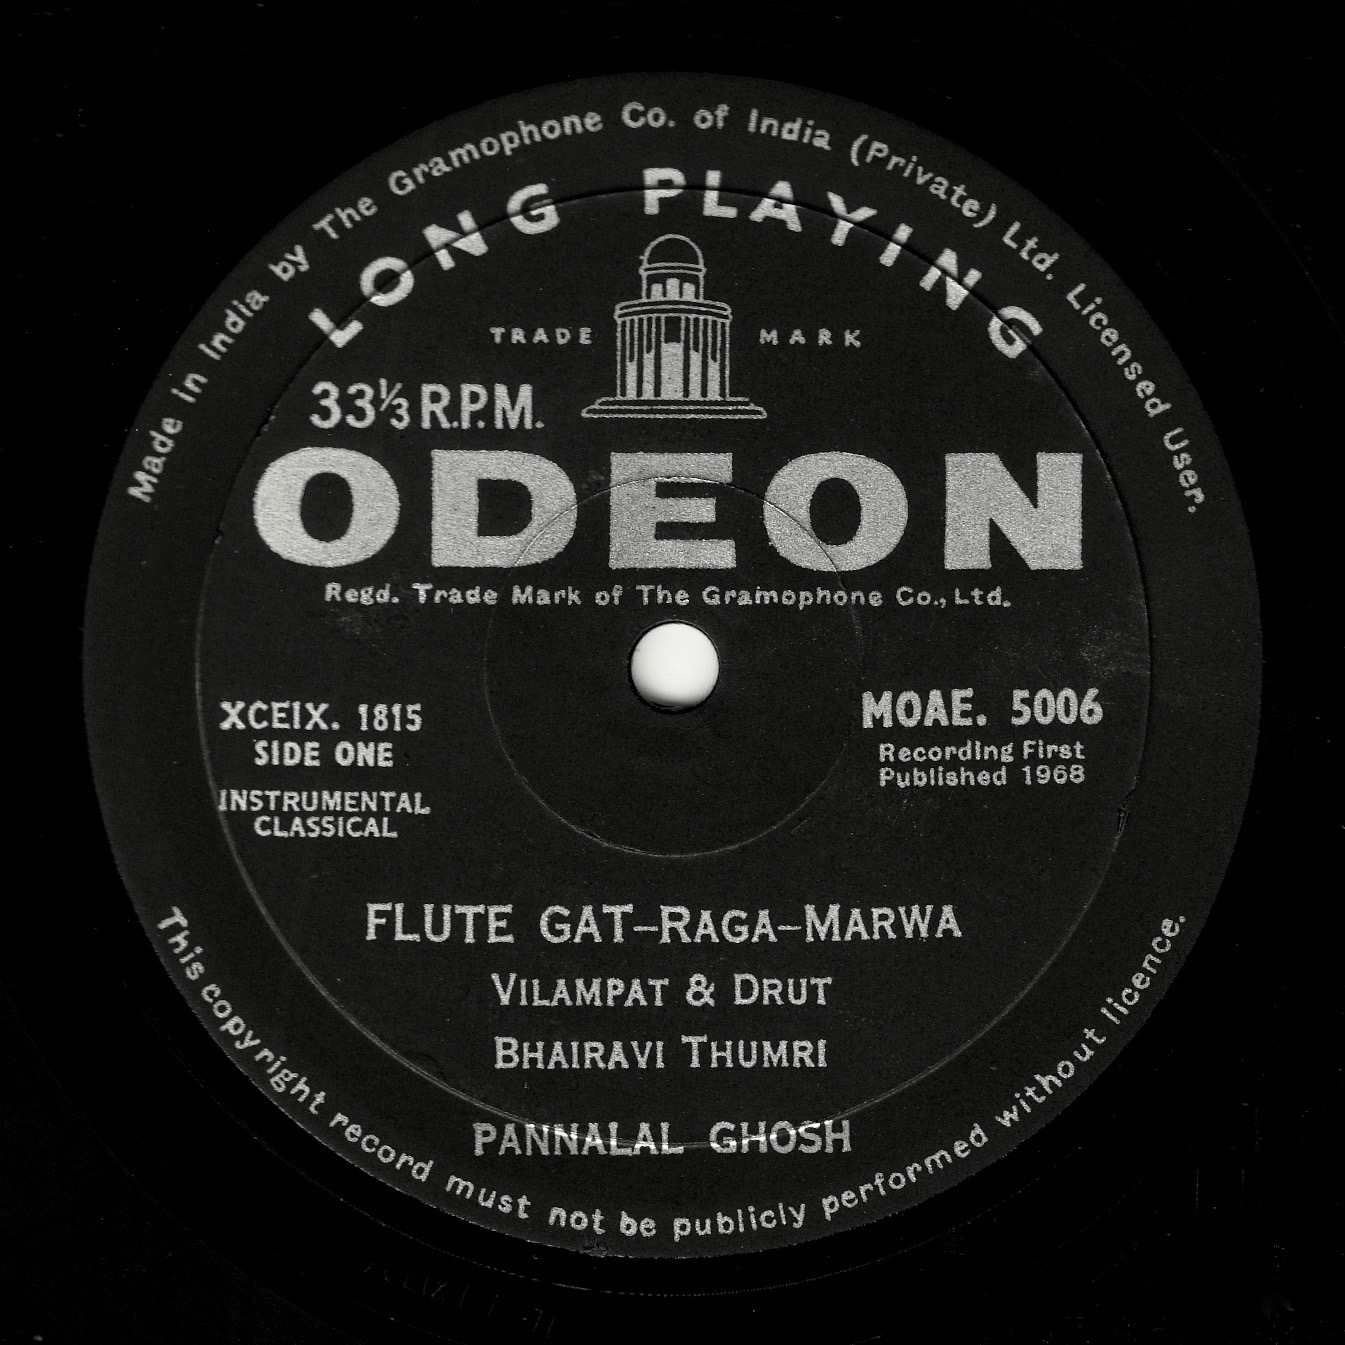 Made in India by The Gramophone Co. of India (Private) Ltd. Licensed User.
LONG PLAYING
TRADE MARK
33⅓ R.P.M.
ODEON
Regd. Trade Mark of The Gramophone Co., Ltd.
XCEIX. 1815
SIDE ONE
INSTRUMENTAL
CLASSICAL
MOAE. 5006
Recording First
Published 1968
FLUTE GAT–RAGA–MARWA
VILAMPAT & DRUT
BHAIRAVI THUMRI
PANNALAL GHOSH
This copyright record must not be publicly performed without licence.